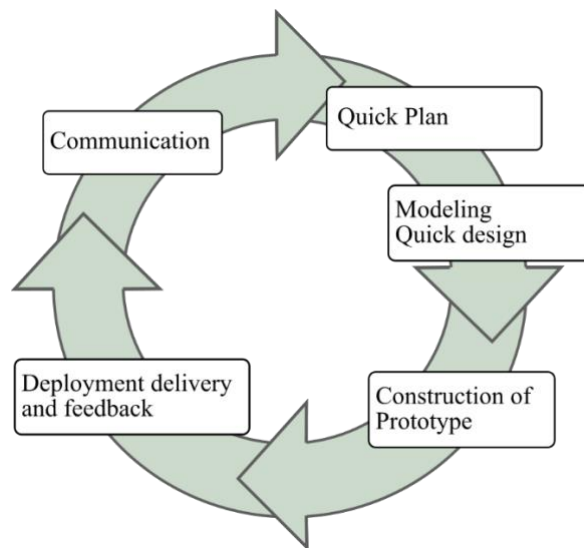 Communication
Quick Plan
Modeling
Quick design
Construction of
Prototype
Deployment delivery
and feedback